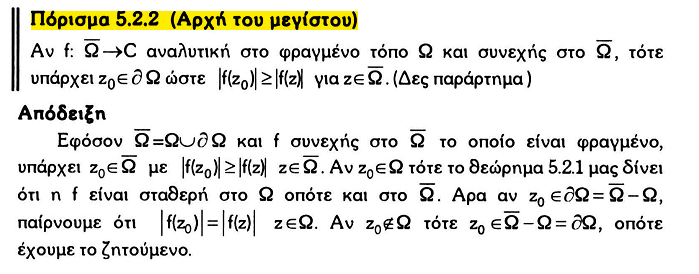 Πόρισμα 5.2.2 (Αρχή του μεγίστου)
Αν f: Ω̅→C αναλυτική στο φραγμένο τόπο Ω και συνεχής στο Ω̅, τότε
υπάρχει z₀∈∂Ω ώστε |f(z₀)|≥|f(z)| για z∈Ω̅. (Δες παράρτημα)
Απόδειξη
Εφόσον Ω̅=Ω∪∂Ω και f συνεχής στο Ω̅ το οποίο είναι φραγμένο,
υπάρχει z₀∈Ω̅ με |f(z₀)|≥|f(z)| z∈Ω̅. Αν z₀∈Ω τότε το θεώρημα 5.2.1 μας δίνει
ότι η f είναι σταθερή στο Ω οπότε και στο Ω̅. Αρα αν z₀∈∂Ω=Ω̅−Ω,
παίρνουμε ότι |f(z₀)|=|f(z)| z∈Ω. Αν z₀∉Ω τότε z₀∈Ω̅−Ω=∂Ω, οπότε
έχουμε το ζητούμενο.